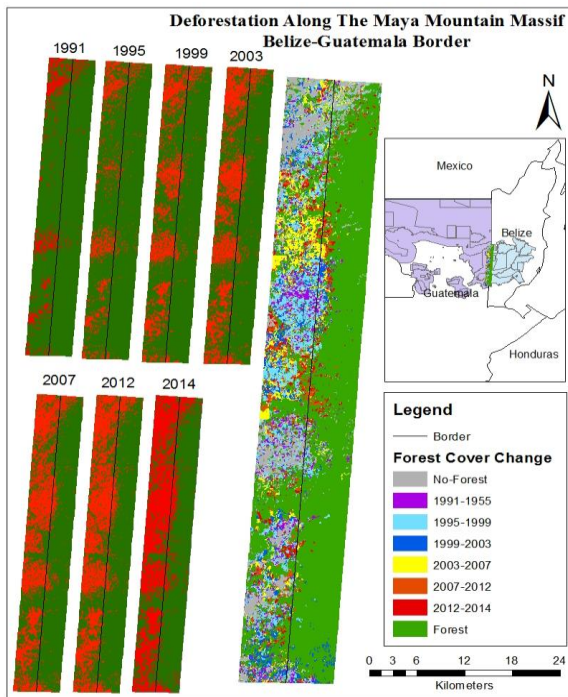 Deforestation Along The Maya Mountain Massif
Belize-Guatemala Border
1991
1995
1999
2003
2007
2012
2014
N
Mexico
Belize
Guatemala
Honduras
Legend
Border
Forest Cover Change
No-Forest
1991-1955
1995-1999
1999-2003
2003-2007
2007-2012
2012-2014
Forest
0 3 6 12 18 24
Kilometers